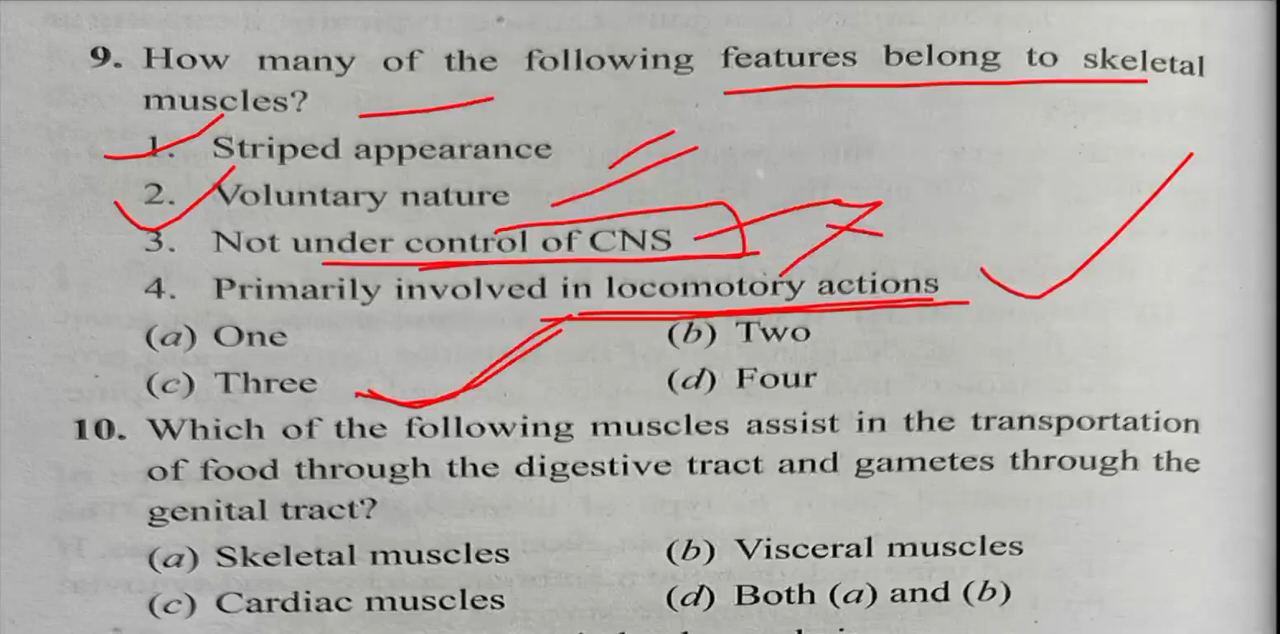 9. How many of the following features belong to skeletal
muscles?
1. Striped appearance
2. Voluntary nature
3. Not under control of CNS
4. Primarily involved in locomotory actions
(a) One (b) Two
(c) Three (d) Four
10. Which of the following muscles assist in the transportation
of food through the digestive tract and gametes through the
genital tract?
(a) Skeletal muscles (b) Visceral muscles
(c) Cardiac muscles (d) Both (a) and (b)